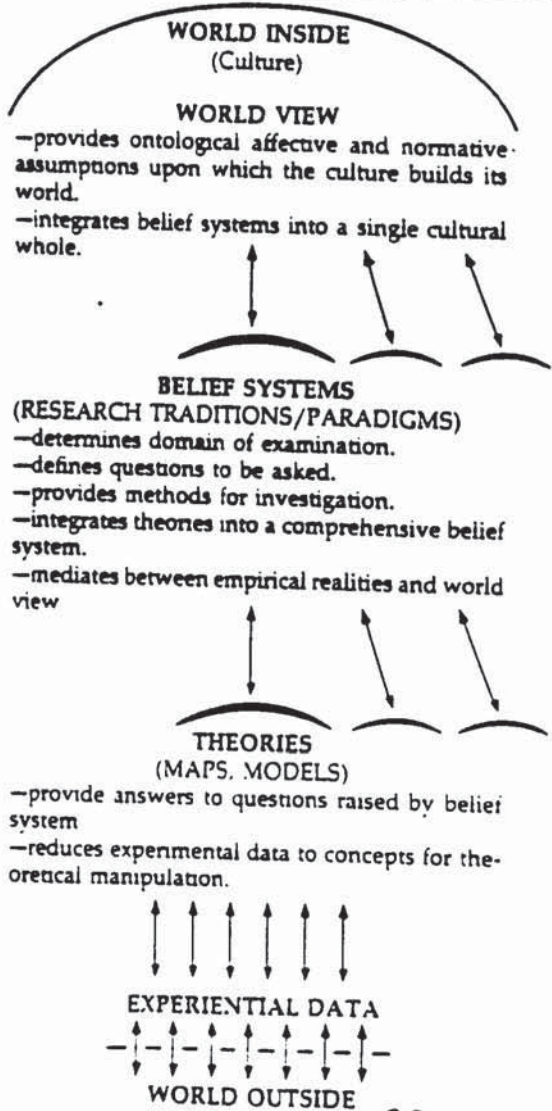 WORLD INSIDE
(Culture)
WORLD VIEW
—provides ontological affective and normative
assumptions upon which the culture builds its
world.
—integrates belief systems into a single cultural
whole.
BELIEF SYSTEMS
(RESEARCH TRADITIONS/PARADIGMS)
—determines domain of examination.
—defines questions to be asked.
—provides methods for investigation.
—integrates theories into a comprehensive belief
system.
—mediates between empirical realities and world
view
THEORIES
(MAPS, MODELS)
—provide answers to questions raised by belief
system
—reduces experimental data to concepts for the-
oretical manipulation.
EXPERIENTIAL DATA
WORLD OUTSIDE